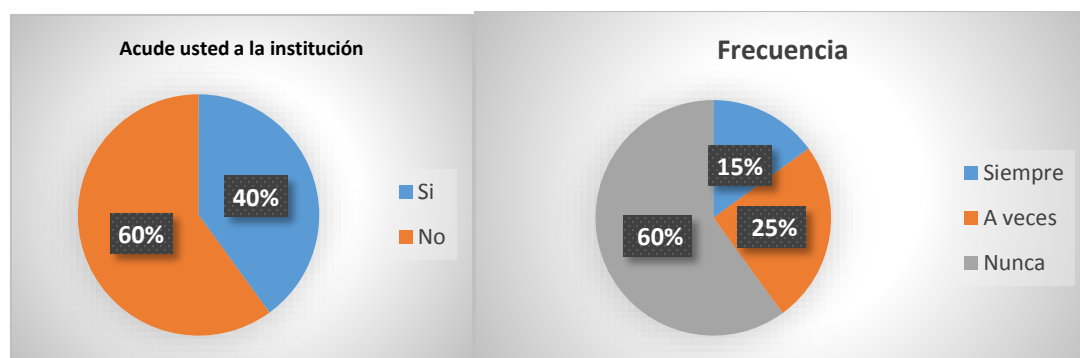 Acude usted a la institución
40%
60%
Si
No
Frecuencia
15%
25%
60%
Siempre
A veces
Nunca